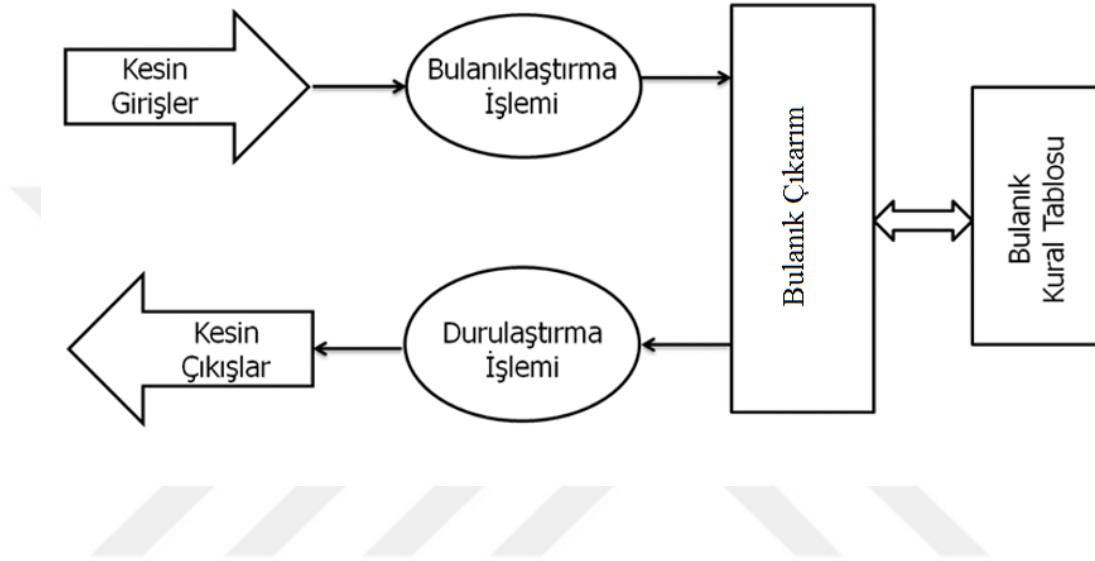 Kesin
Girişler
Bulanıklaştırma
İşlemi
Bulanık Çıkarım
Bulanık
Kural Tablosu
Durulaştırma
İşlemi
Kesin
Çıkışlar